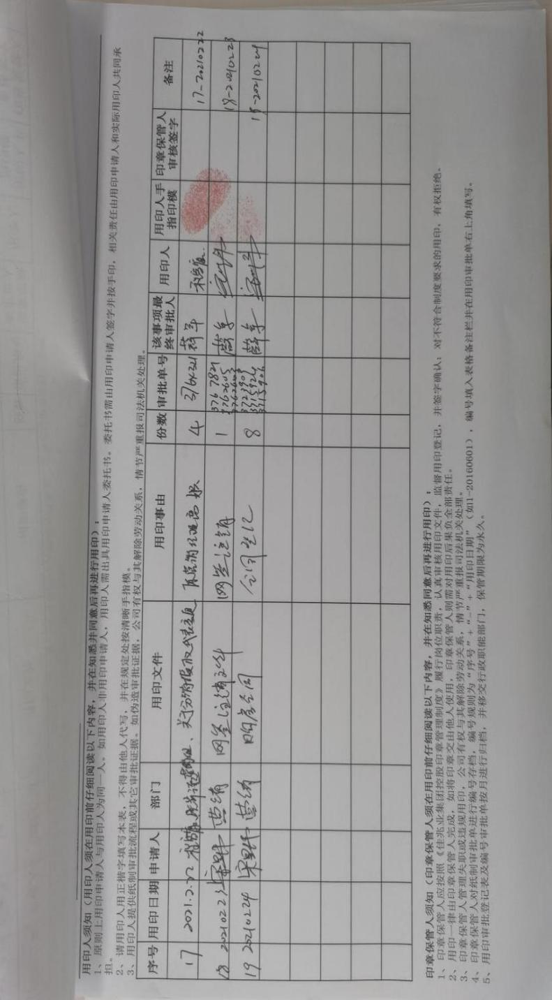 用印人须知（用印人须在用印前仔细阅读以下内容，并在知悉并同意后再进行用印）：
1、原则上用印申请人与用印人为同一人。如用印人非用印申请人，用印人需出具用印申请人委托书。委托书需由用印申请人签字并按手印，相关责任由用印申请人和实际用印人共同承
担。
2、请用印人用正楷字填写本表，不得由他人代写，并在规定处按清晰手指模。
3、用印人提供纸制审批流程或其它审批证据。如伪造审批证据，公司有权与其解除劳动关系，情节严重报司法机关处理。
序号 用印日期 申请人 部门 用印文件 用印事由 份数 审批单号 该事项最终审批人 用印人 用印人手指印模 印章保管人审核签字 备注
17 2021.2.22 4 3764321 17-20210222
18 20210223 营销 网签注销文件 网签注销 1 3767821 18-20210223
19 20210224 营销 购房合同 合同 8 3723909 3715924 3715906 19-20210224
印章保管人须知（印章保管人须在用印前仔细阅读以下内容，并在知悉同意后再进行用印）：
1、印章保管人应按照《佳兆业集团控股印章管理制度》履行岗位职责，认真审核用印文件，监督用印登记，并签字确认；对不符合制度要求的用印，有权拒绝。
2、用印一律由印章保管人完成，如将印章交由他人使用，印章保管人则需对用印后果负全部责任。
3、印章保管人管理失职或违规用印，公司有权与其解除劳动关系，情节严重报司法机关处理。
4、印章保管人对纸制审批单进行编号存档，编号规则为“序号”+“-”+“用印日期”（如1-20160601），编号填入表格备注栏并在用印审批单右上角填写。
5、用印审批登记表及编号审批单按月进行归档，并移交行政职能部门，保管期限为永久。